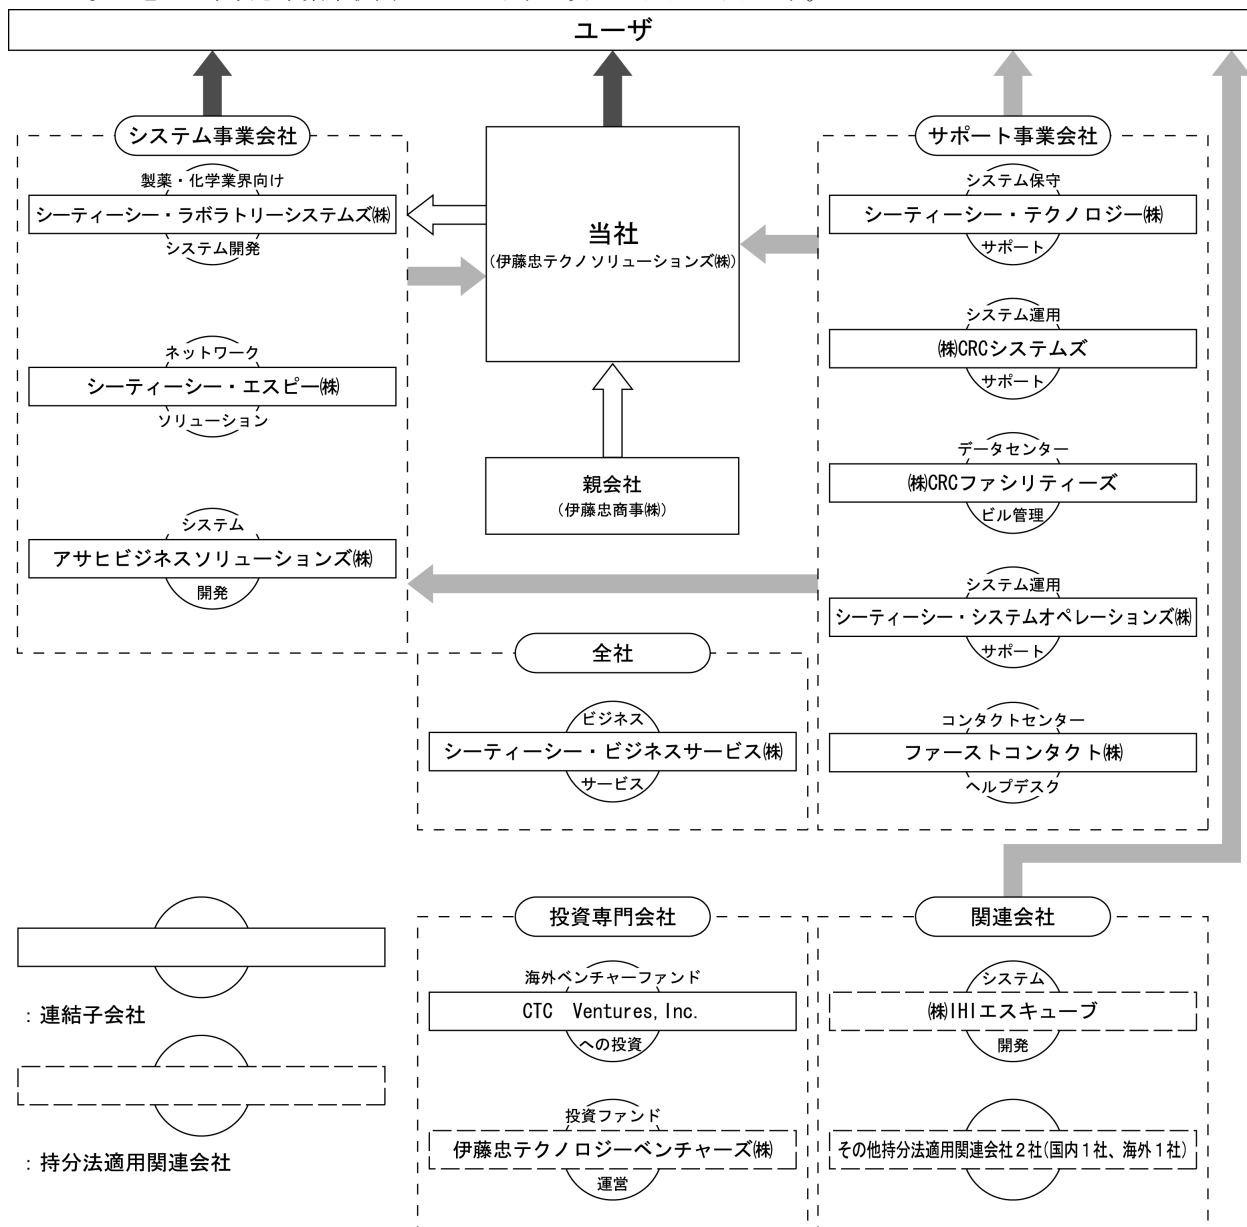 ユーザ
システム事業会社
製薬・化学業界向け
シーティーシー・ラボラトリーシステムズ㈱
システム開発
ネットワーク
シーティーシー・エスピー㈱
ソリューション
システム
アサヒビジネスソリューションズ㈱
開発
当社
(伊藤忠テクノソリューションズ㈱)
親会社
(伊藤忠商事㈱)
サポート事業会社
システム保守
シーティーシー・テクノロジー㈱
サポート
システム運用
㈱CRCシステムズ
サポート
データセンター
㈱CRCファシリティーズ
ビル管理
システム運用
シーティーシー・システムオペレーションズ㈱
サポート
コンタクトセンター
ファーストコンタクト㈱
ヘルプデスク
全社
ビジネス
シーティーシー・ビジネスサービス㈱
サービス
：連結子会社
：持分法適用関連会社
投資専門会社
海外ベンチャーファンド
CTC Ventures, Inc.
への投資
投資ファンド
伊藤忠テクノロジーベンチャーズ㈱
運営
関連会社
システム
㈱IHIエスキューブ
開発
その他持分法適用関連会社２社(国内１社、海外１社)